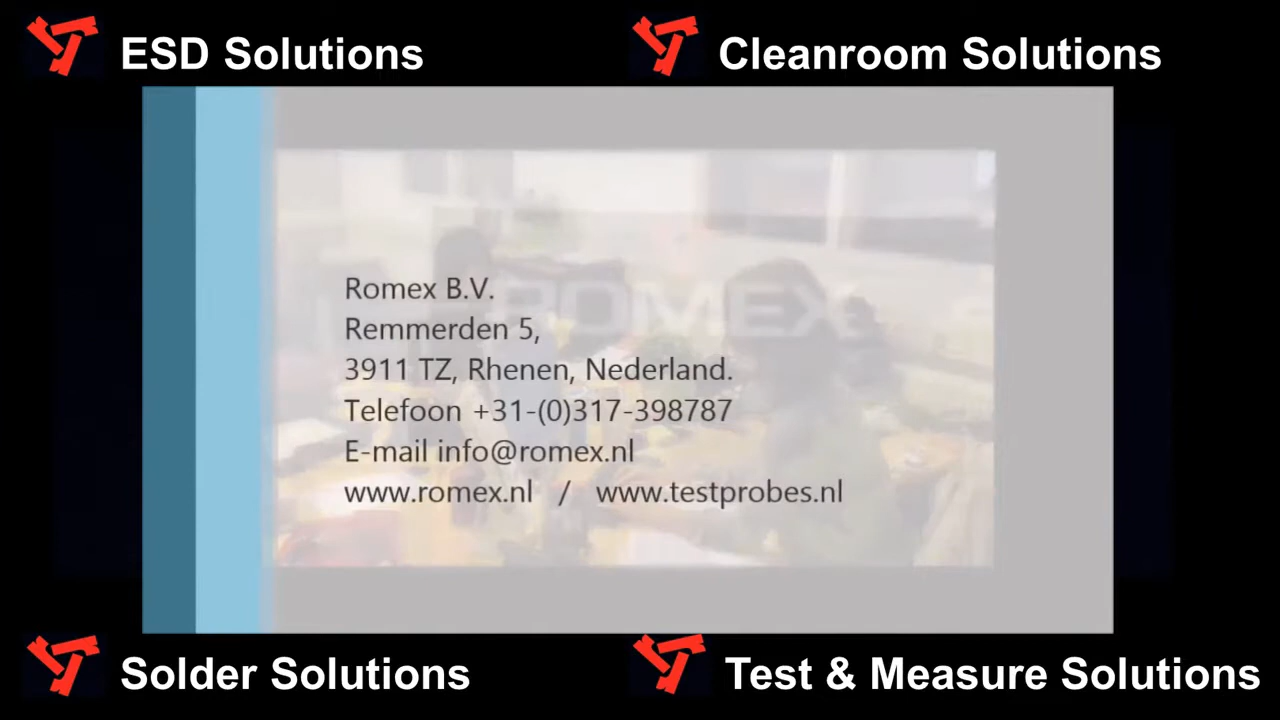 ESD Solutions
Cleanroom Solutions
ROMEX
Romex B.V.
Remmerden 5,
3911 TZ, Rhenen, Nederland.
Telefoon +31-(0)317-398787
E-mail info@romex.nl
www.romex.nl / www.testprobes.nl
Solder Solutions
Test & Measure Solutions